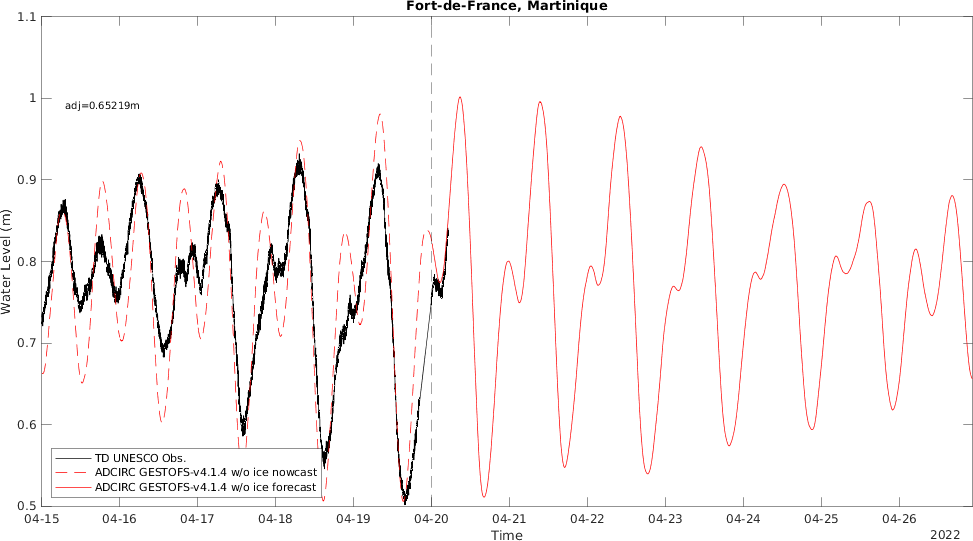 Fort-de-France, Martinique
1.1
1
0.9
0.8
0.7
0.6
0.5
Water Level (m)
adj=0.65219m
TD UNESCO Obs.
ADCIRC GESTOFS-v4.1.4 w/o ice nowcast
ADCIRC GESTOFS-v4.1.4 w/o ice forecast
04-15 04-16 04-17 04-18 04-19 04-20 04-21 04-22 04-23 04-24 04-25 04-26
Time
2022